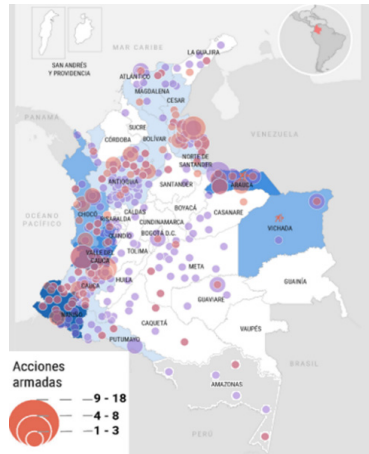 SAN ANDRÉS
Y PROVIDENCIA
MAR CARIBE
LA GUAJIRA
ATLÁNTICO
MAGDALENA
CESAR
PANAMÁ
SUCRE
CÓRDOBA
BOLÍVAR
VENEZUELA
NORTE DE
SANTANDER
ANTIOQUIA
SANTANDER
ARAUCA
BOYACÁ
CHOCÓ
CALDAS
RISARALDA
CASANARE
OCÉANO
PACÍFICO
CUNDINAMARCA
VICHADA
QUINDÍO
BOGOTÁ D.C.
TOLIMA
VALLE DEL
CAUCA
META
GUAINÍA
HUILA
CAUCA
GUAVIARE
NARIÑO
VAUPÉS
CAQUETÁ
PUTUMAYO
BRASIL
AMAZONAS
PERÚ
Acciones
armadas
9 - 18
4 - 8
1 - 3